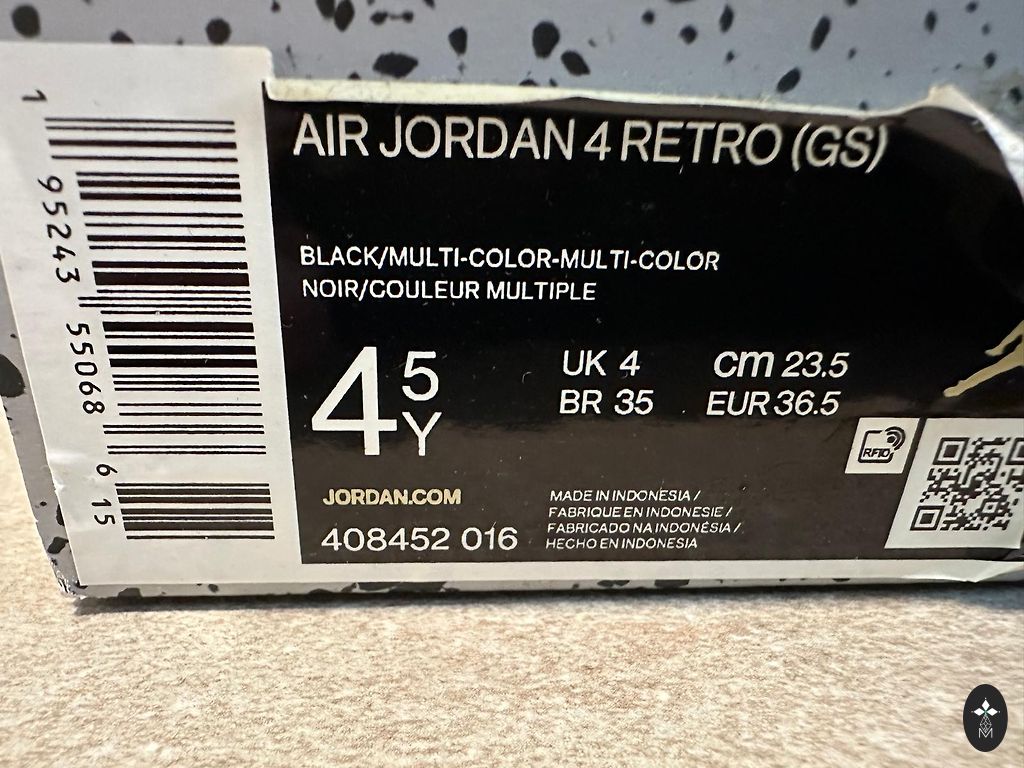 AIR JORDAN 4 RETRO (GS)
BLACK/MULTI-COLOR-MULTI-COLOR
NOIR/COULEUR MULTIPLE
4 5 Y
UK 4 cm 23.5
BR 35 EUR 36.5
RFID
JORDAN.COM
408452 016
MADE IN INDONESIA /
FABRIQUE EN INDONESIE /
FABRICADO NA INDONÉSIA /
HECHO EN INDONESIA
1 95243 55068 6 15
M